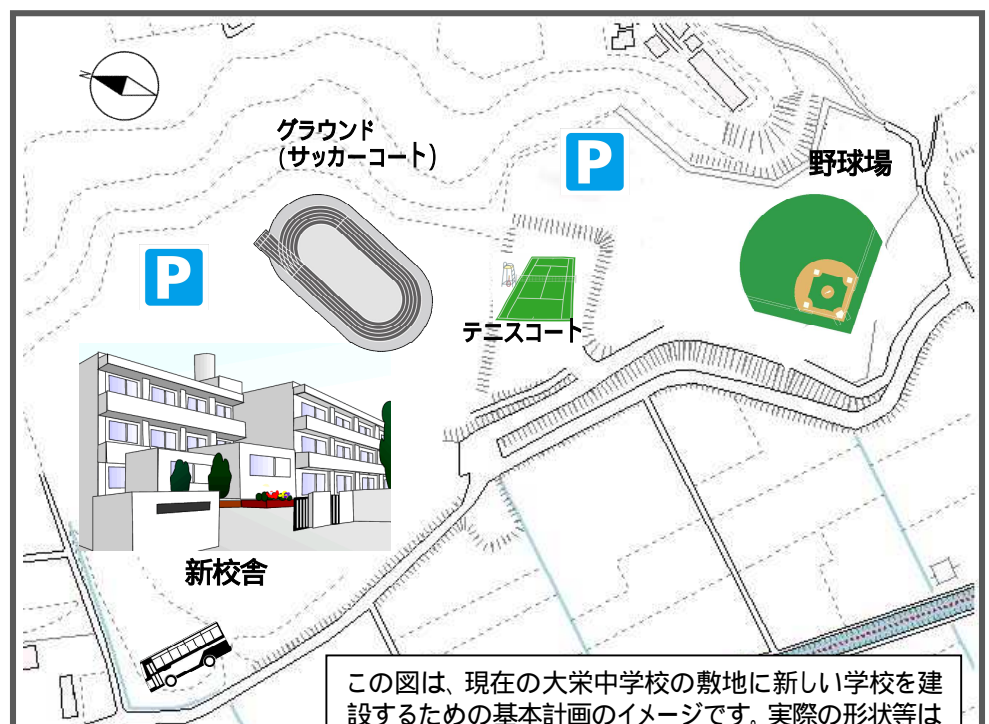 N
グラウンド
(サッカーコート)
P
野球場
P
テニスコート
新校舎
この図は、現在の大栄中学校の敷地に新しい学校を建
設するための基本計画のイメージです。実際の形状等は